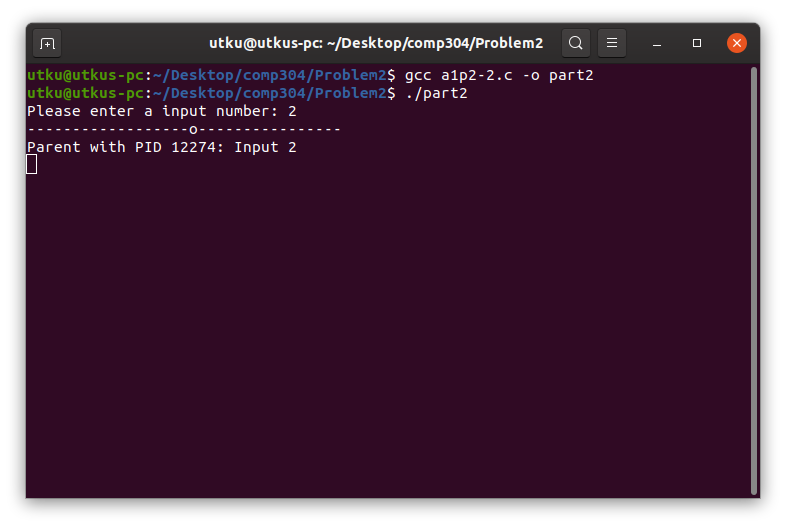 utku@utkus-pc: ~/Desktop/comp304/Problem2
utku@utkus-pc:~/Desktop/comp304/Problem2$ gcc a1p2-2.c -o part2
utku@utkus-pc:~/Desktop/comp304/Problem2$ ./part2
Please enter a input number: 2
------------------o----------------
Parent with PID 12274: Input 2